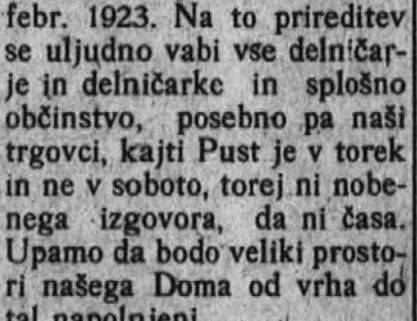 febr. 1923. Na to prireditev
se uljudno vabi vse delničar-
je in delničarke in splošno
občinstvo, posebno pa naši
trgovci, kajti Pust je v torek
in ne v soboto, torej ni nobe-
nega izgovora, da ni časa.
Upamo da bodo veliki prosto-
ri našega Doma od vrha do
tal napolnjeni